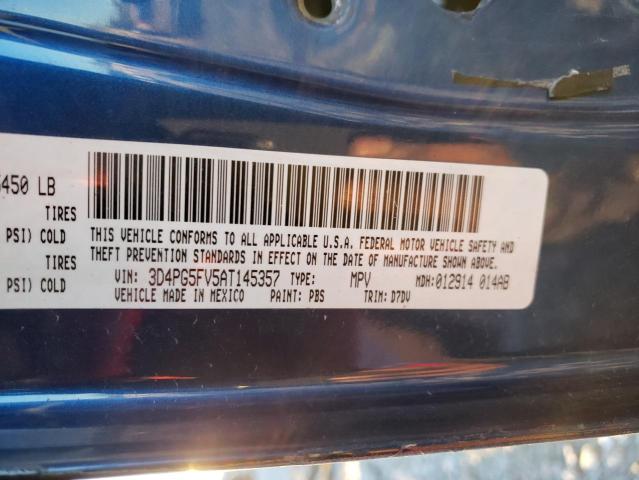 450 LB
TIRES
PSI) COLD
TIRES
PSI) COLD
THIS VEHICLE CONFORMS TO ALL APPLICABLE U.S.A. FEDERAL MOTOR VEHICLE SAFETY AND
THEFT PREVENTION STANDARDS IN EFFECT ON THE DATE OF MANUFACTURE SHOWN ABOVE.
VIN: 3D4PG5FV5AT145357 TYPE: MPV MDH:012914 014AB
VEHICLE MADE IN MEXICO PAINT: PBS TRIM: D7DV